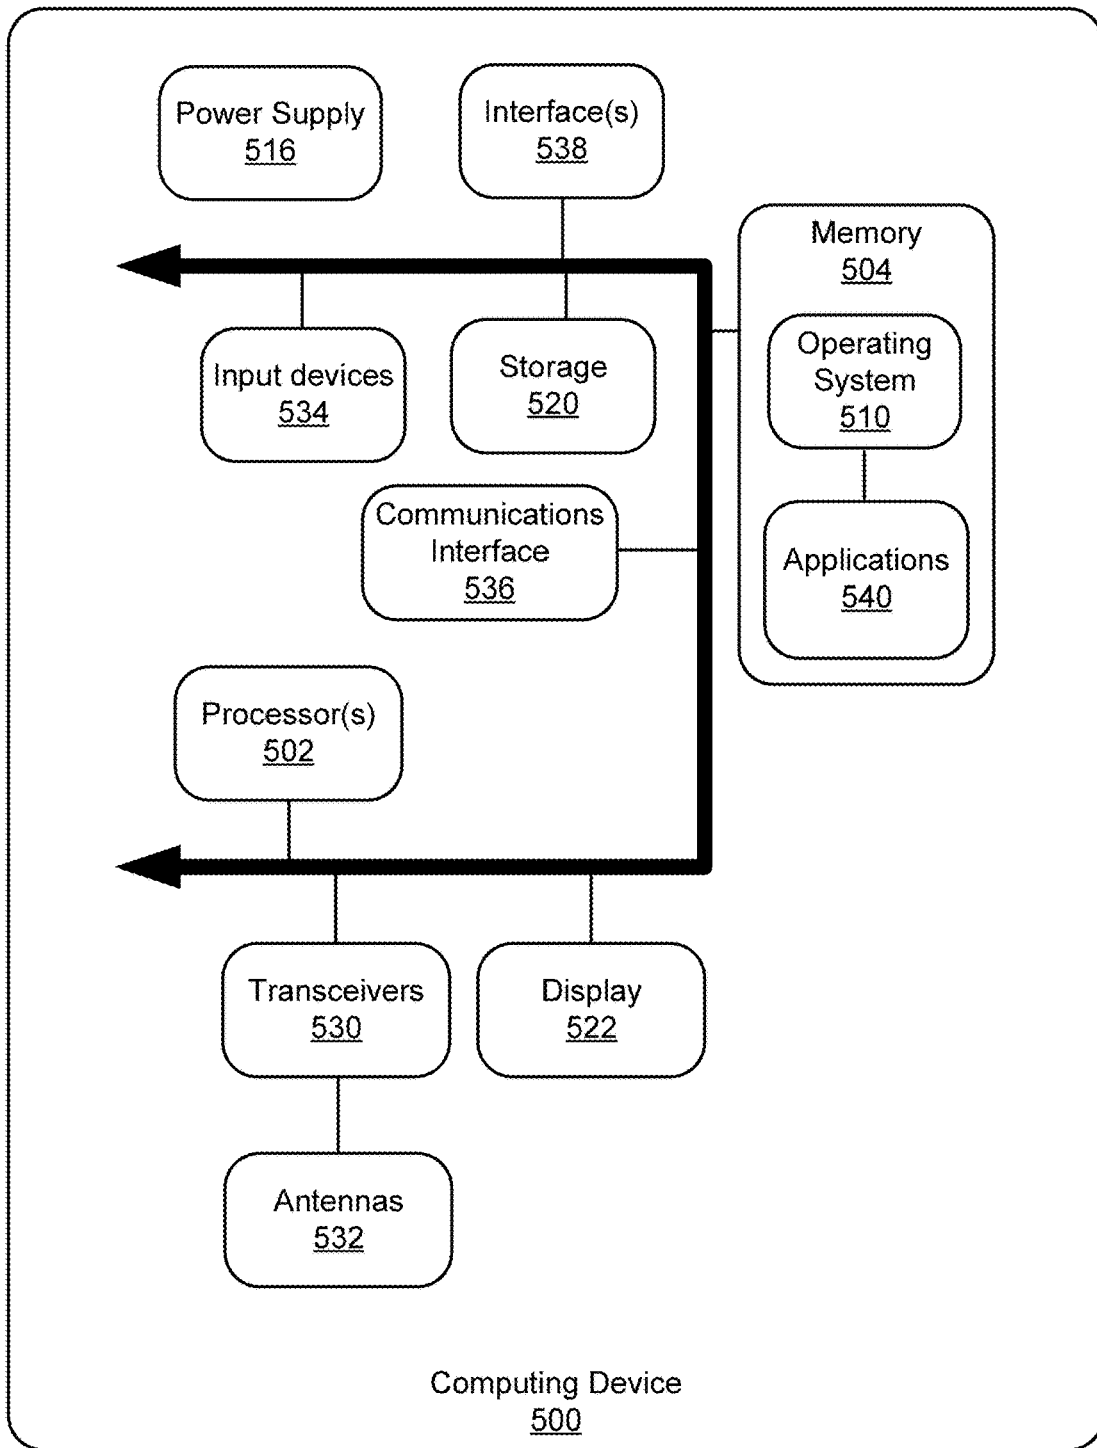 Power Supply
516
Interface(s)
538
Memory
504
Operating
System
510
Input devices
534
Storage
520
Communications
Interface
536
Applications
540
Processor(s)
502
Transceivers
530
Display
522
Antennas
532
Computing Device
500